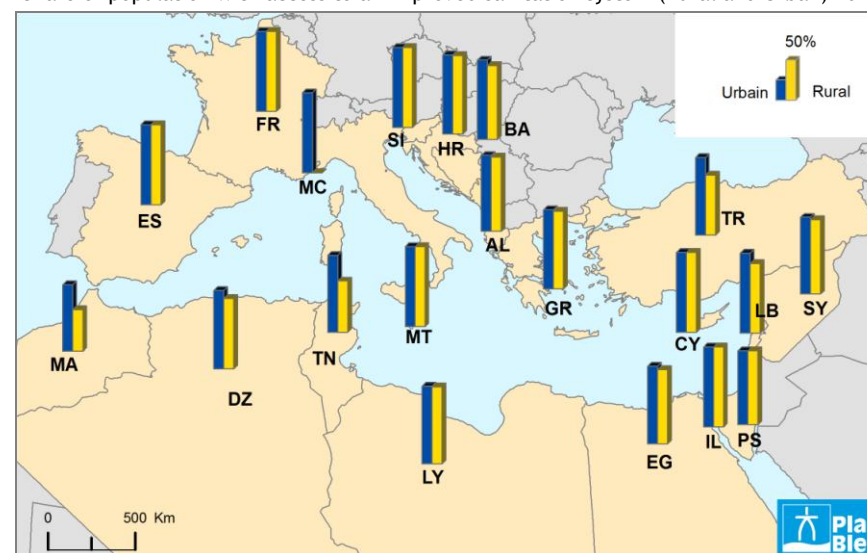 50%
Urbain Rural
FR
SI
HR
BA
MC
ES
AL
TR
GR
SY
MA
TN
MT
CY
LB
DZ
LY
EG
IL
PS
0 500 Km